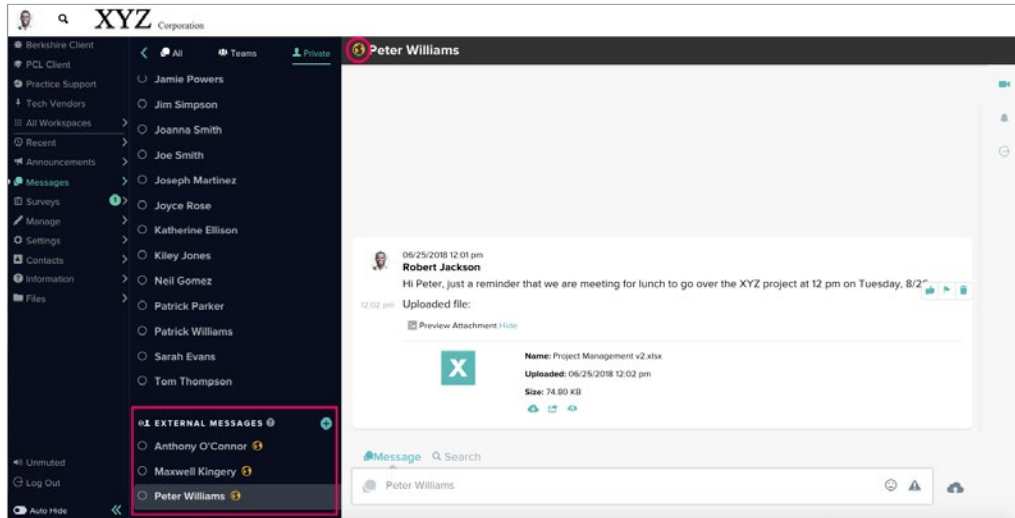 XYZ Corporation
Berkshire Client
PCL Client
Practice Support
Tech Vendors
All Workspaces
Recent
Announcements
Messages
Surveys 1
Manage
Settings
Contacts
Information
Files
Unmuted
Log Out
Auto Hide
All Teams Private
Jamie Powers
Jim Simpson
Joanna Smith
Joe Smith
Joseph Martinez
Joyce Rose
Katherine Ellison
Kiley Jones
Neil Gomez
Patrick Parker
Patrick Williams
Sarah Evans
Tom Thompson
EXTERNAL MESSAGES
Anthony O'Connor
Maxwell Kingery
Peter Williams
Peter Williams
06/25/2018 12:01 pm
Robert Jackson
Hi Peter, just a reminder that we are meeting for lunch to go over the XYZ project at 12 pm on Tuesday,
12:02 pm Uploaded file:
Preview Attachment Hide
X
Name: Project Management v2.xlsx
Uploaded: 06/25/2018 12:02 pm
Size: 74.80 KB
Message Search
Peter Williams